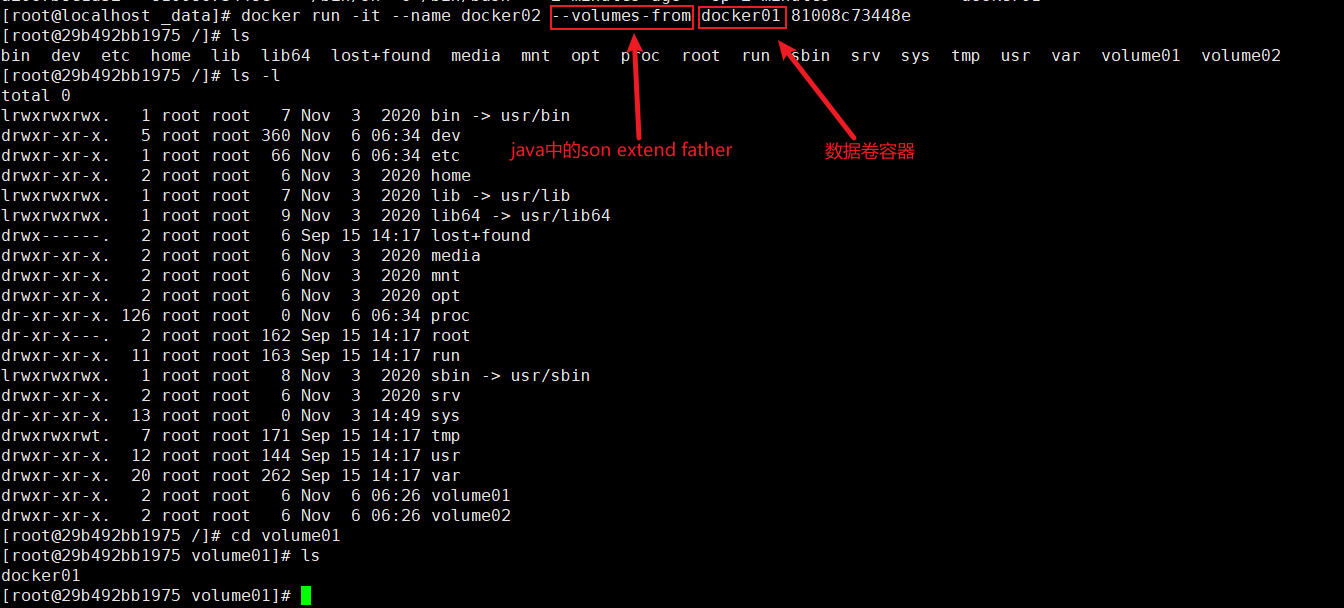 [root@localhost _data]# docker run -it --name docker02 --volumes-from docker01 81008c73448e
[root@29b492bb1975 /]# ls
bin  dev  etc  home  lib  lib64  lost+found  media  mnt  opt  proc  root  run  sbin  srv  sys  tmp  usr  var  volume01  volume02
[root@29b492bb1975 /]# ls -l
total 0
lrwxrwxrwx.   1 root root   7 Nov  3  2020 bin -> usr/bin
drwxr-xr-x.   5 root root 360 Nov  6 06:34 dev
drwxr-xr-x.   1 root root  66 Nov  6 06:34 etc
java中的son extend father
数据卷容器
drwxr-xr-x.   2 root root   6 Nov  3  2020 home
lrwxrwxrwx.   1 root root   7 Nov  3  2020 lib -> usr/lib
lrwxrwxrwx.   1 root root   9 Nov  3  2020 lib64 -> usr/lib64
drwx------.   2 root root   6 Sep 15 14:17 lost+found
drwxr-xr-x.   2 root root   6 Nov  3  2020 media
drwxr-xr-x.   2 root root   6 Nov  3  2020 mnt
drwxr-xr-x.   2 root root   6 Nov  3  2020 opt
dr-xr-xr-x. 126 root root   0 Nov  6 06:34 proc
dr-xr-x---.   2 root root 162 Sep 15 14:17 root
drwxr-xr-x.  11 root root 163 Sep 15 14:17 run
lrwxrwxrwx.   1 root root   8 Nov  3  2020 sbin -> usr/sbin
drwxr-xr-x.   2 root root   6 Nov  3  2020 srv
dr-xr-xr-x.  13 root root   0 Nov  3 14:49 sys
drwxrwxrwt.   7 root root 171 Sep 15 14:17 tmp
drwxr-xr-x.  12 root root 144 Sep 15 14:17 usr
drwxr-xr-x.  20 root root 262 Sep 15 14:17 var
drwxr-xr-x.   2 root root   6 Nov  6 06:26 volume01
drwxr-xr-x.   2 root root   6 Nov  6 06:26 volume02
[root@29b492bb1975 /]# cd volume01
[root@29b492bb1975 volume01]# ls
docker01
[root@29b492bb1975 volume01]#